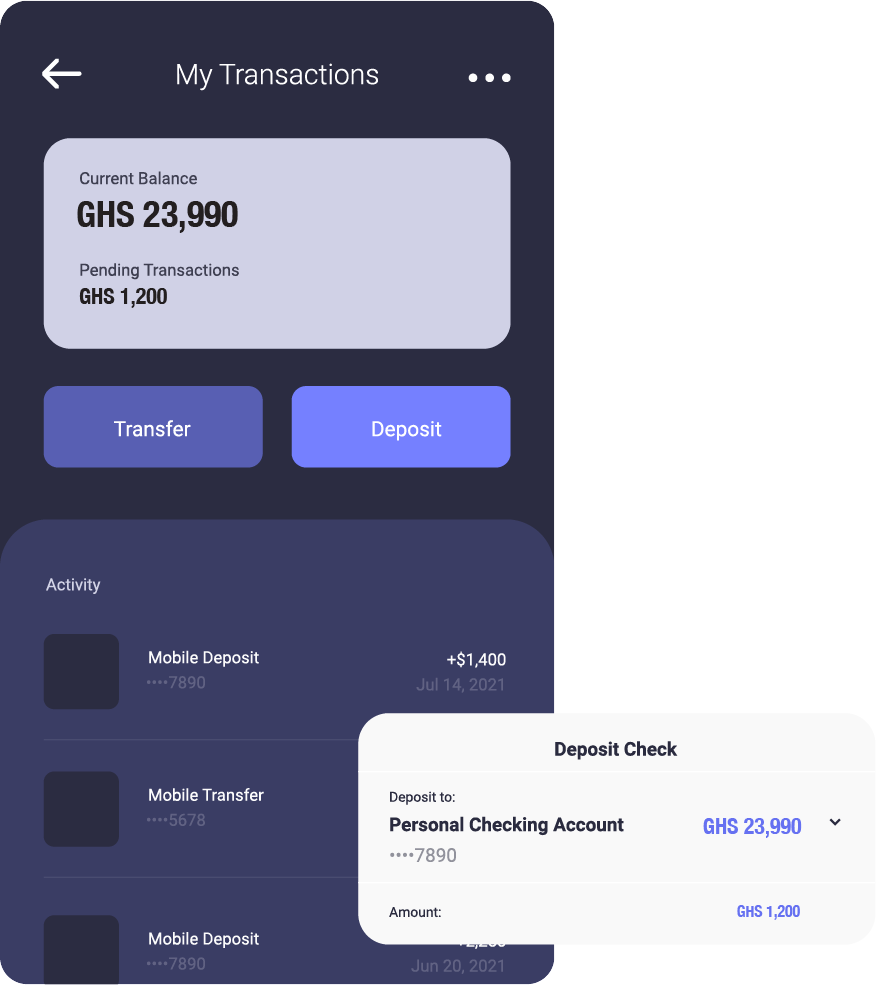 My Transactions
Current Balance
GHS 23,990
Pending Transactions
GHS 1,200
Transfer
Deposit
Activity
Mobile Deposit
+$1,400
••••7890
Jul 14, 2021
Mobile Transfer
••••5678
Mobile Deposit
••••7890
Jun 20, 2021
Deposit Check
Deposit to:
Personal Checking Account
GHS 23,990
••••7890
Amount:
GHS 1,200